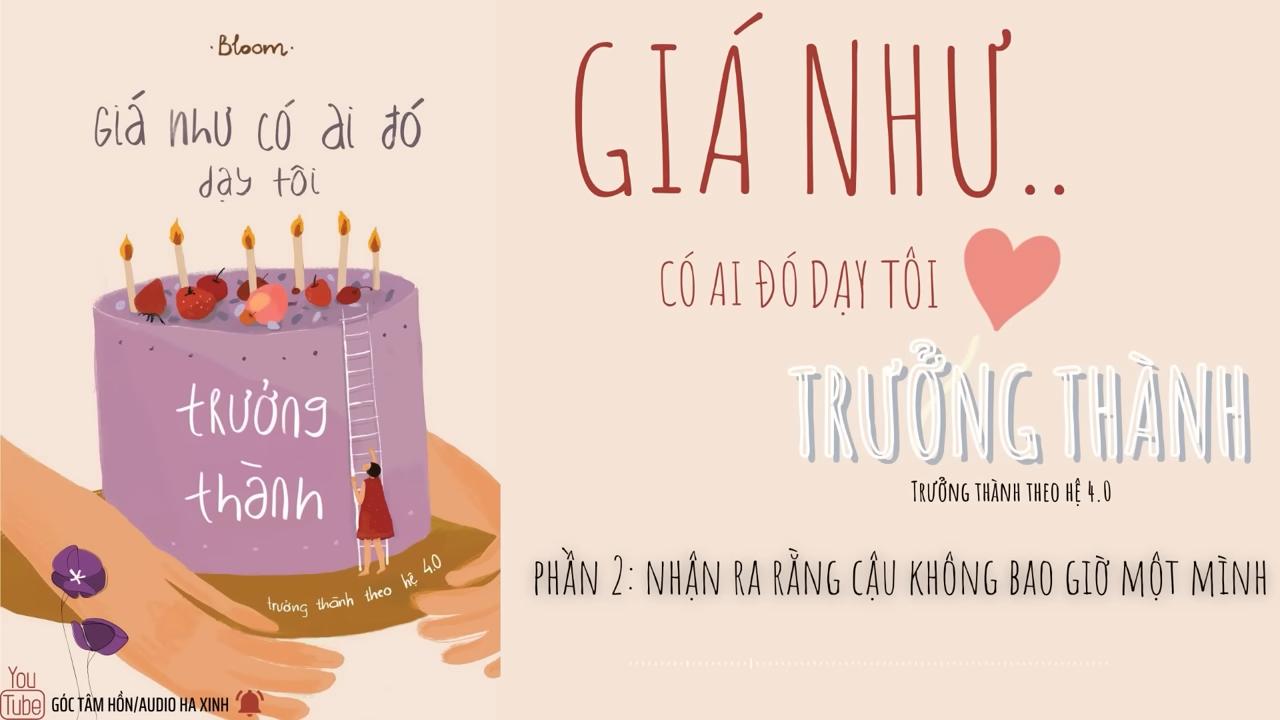 ·Bloom·
Giá như có ai đó
dạy tôi
trưởng
thành
trưởng thành theo hệ 4.0
You
Tube
GÓC TÂM HỒN/AUDIO HA XINH
GIÁ NHƯ..
CÓ AI ĐÓ DẠY TÔI
TRƯỞNG THÀNH
TRƯỞNG THÀNH THEO HỆ 4.0
PHẦN 2: NHẬN RA RẰNG CẬU KHÔNG BAO GIỜ MỘT MÌNH